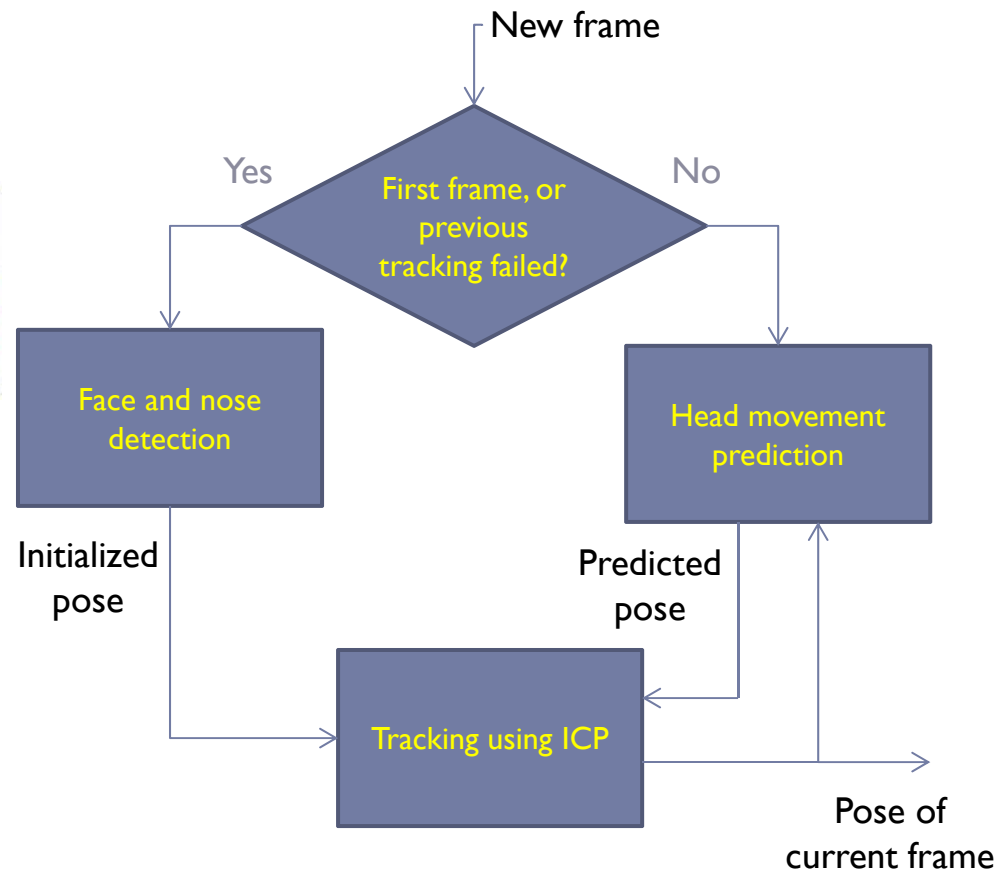 New frame
Yes
No
First frame, or
previous
tracking failed?
Face and nose
detection
Head movement
prediction
Initialized
pose
Predicted
pose
Tracking using ICP
Pose of
current frame